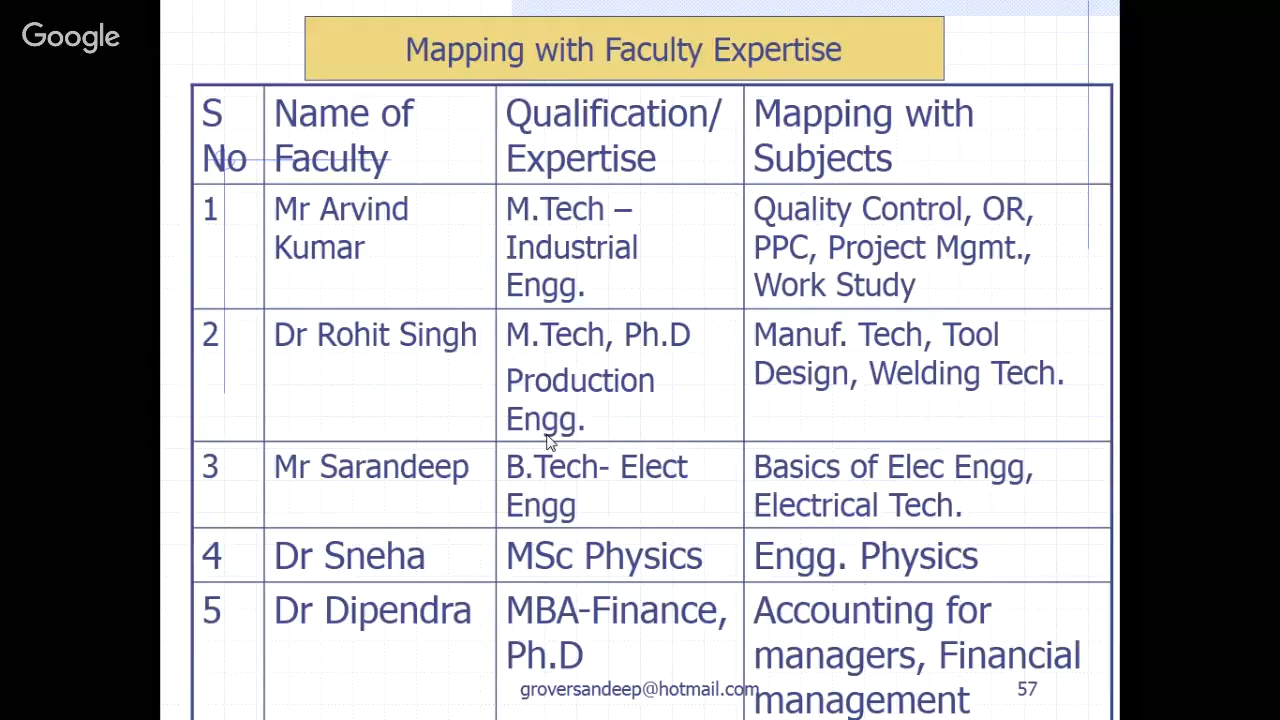 Google
Mapping with Faculty Expertise
S No
Name of Faculty
Qualification/ Expertise
Mapping with Subjects
1
Mr Arvind Kumar
M.Tech –
Industrial
Engg.
Quality Control, OR,
PPC, Project Mgmt.,
Work Study
2
Dr Rohit Singh
M.Tech, Ph.D
Production
Engg.
Manuf. Tech, Tool
Design, Welding Tech.
3
Mr Sarandeep
B.Tech- Elect
Engg
Basics of Elec Engg,
Electrical Tech.
4
Dr Sneha
MSc Physics
Engg. Physics
5
Dr Dipendra
MBA-Finance,
Ph.D
Accounting for
managers, Financial
management
groversandeep@hotmail.com
57